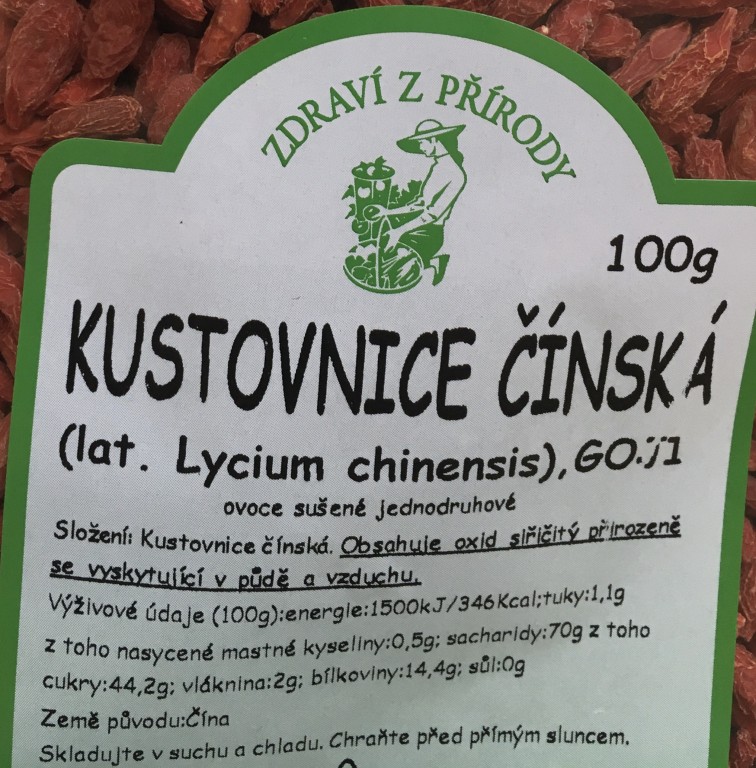 ZDRAVÍ Z PŘÍRODY
100g
KUSTOVNICE ČÍNSKÁ
(lat. Lycium chinensis), GOJI
ovoce sušené jednodruhové
Složení: Kustovnice čínská. Obsahuje oxid siřičitý přirozeně
se vyskytující v půdě a vzduchu.
Výživové údaje (100g):energie:1500kJ/346Kcal;tuky:1,1g
z toho nasycené mastné kyseliny:0,5g; sacharidy:70g z toho
cukry:44,2g; vláknina:2g; bílkoviny:14,4g; sůl:0g
Země původu:Čína
Skladujte v suchu a chladu. Chraňte před přímým sluncem.